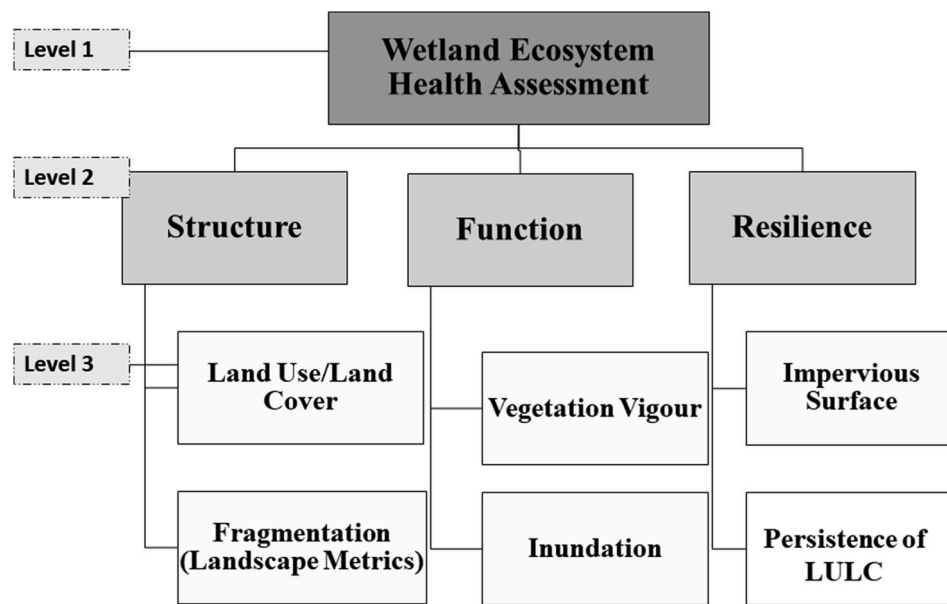 Level 1
Wetland Ecosystem
Health Assessment
Level 2
Structure
Function
Resilience
Level 3
Land Use/Land
Cover
Vegetation Vigour
Impervious
Surface
Fragmentation
(Landscape Metrics)
Inundation
Persistence of
LULC